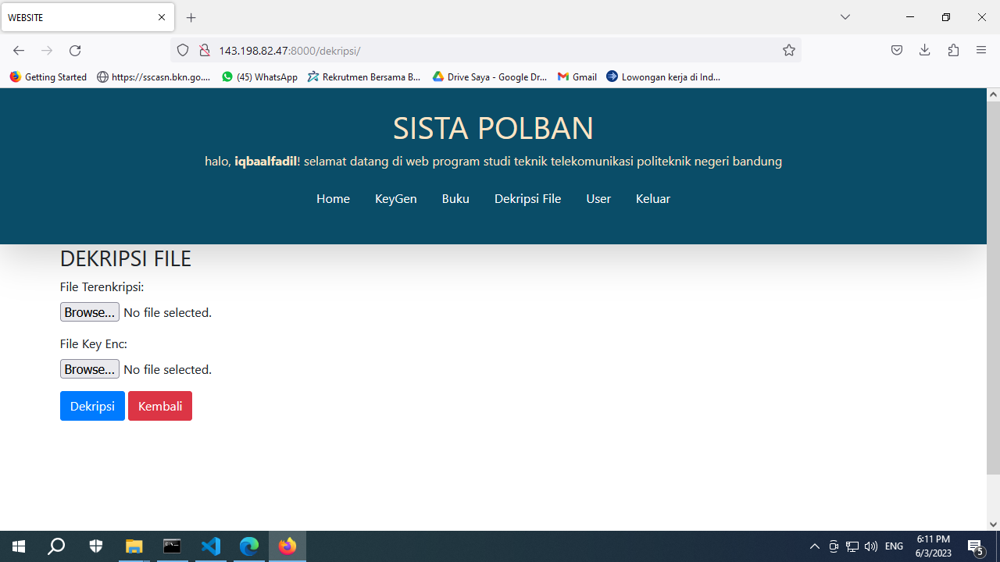 WEBSITE
143.198.82.47:8000/dekripsi/
Getting Started
https://sscasn.bkn.go....
(45) WhatsApp
Rekrutmen Bersama B...
Drive Saya - Google Dr...
Gmail
Lowongan kerja di Ind...
SISTA POLBAN
halo, iqbaalfadil! selamat datang di web program studi teknik telekomunikasi politeknik negeri bandung
Home KeyGen Buku Dekripsi File User Keluar
DEKRIPSI FILE
File Terenkripsi:
Browse... No file selected.
File Key Enc:
Browse... No file selected.
Dekripsi Kembali
ENG
6:11 PM
6/3/2023
5